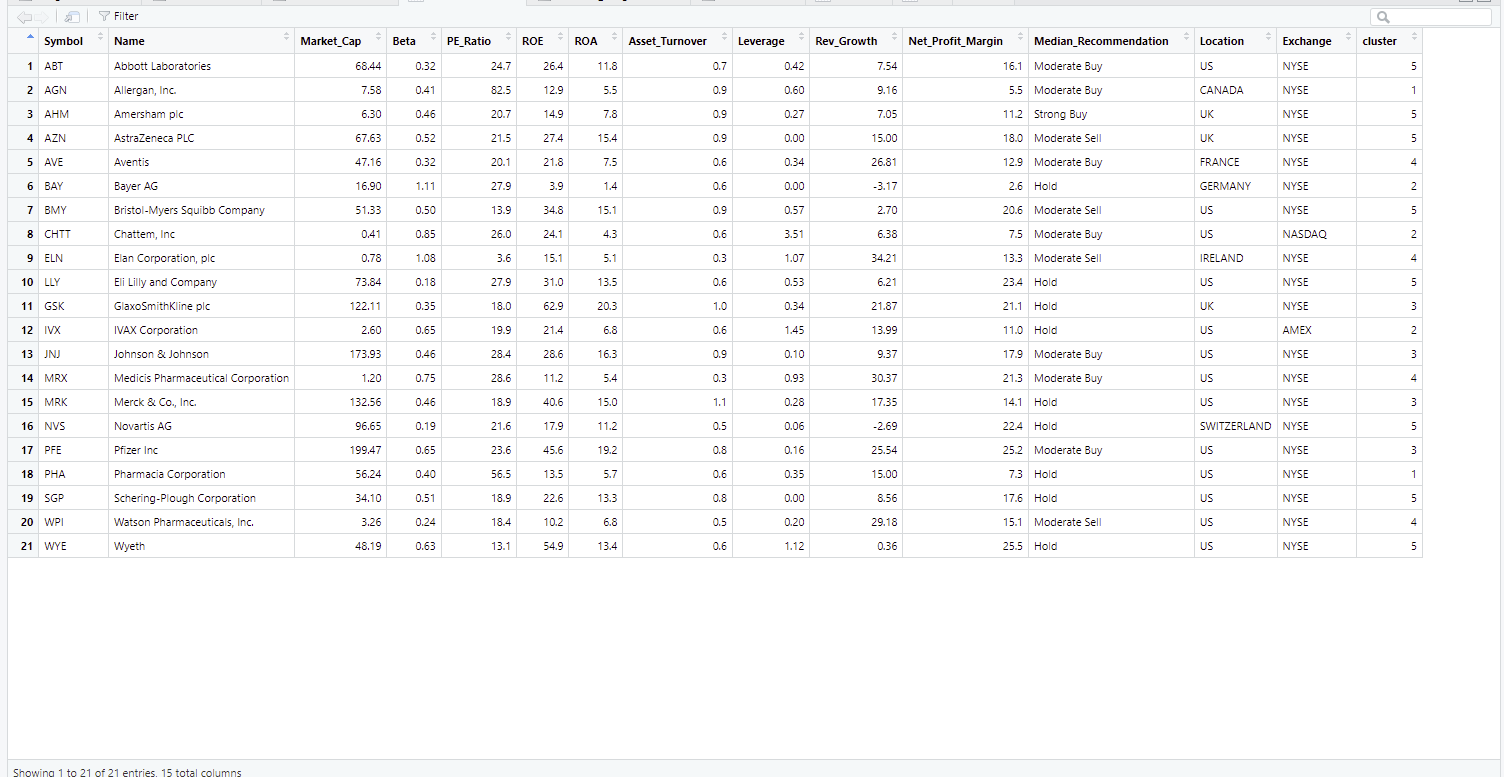 Filter
Symbol Name Market_Cap Beta PE_Ratio ROE ROA Asset_Turnover Leverage Rev_Growth Net_Profit_Margin Median_Recommendation Location Exchange cluster
1 ABT Abbott Laboratories 68.44 0.32 24.7 26.4 11.8 0.7 0.42 7.54 16.1 Moderate Buy US NYSE 5
2 AGN Allergan, Inc. 7.58 0.41 82.5 12.9 5.5 0.9 0.60 9.16 5.5 Moderate Buy CANADA NYSE 1
3 AHM Amersham plc 6.30 0.46 20.7 14.9 7.8 0.9 0.27 7.05 11.2 Strong Buy UK NYSE 5
4 AZN AstraZeneca PLC 67.63 0.52 21.5 27.4 15.4 0.9 0.00 15.00 18.0 Moderate Sell UK NYSE 5
5 AVE Aventis 47.16 0.32 20.1 21.8 7.5 0.6 0.34 26.81 12.9 Moderate Buy FRANCE NYSE 4
6 BAY Bayer AG 16.90 1.11 27.9 3.9 1.4 0.6 0.00 -3.17 2.6 Hold GERMANY NYSE 2
7 BMY Bristol-Myers Squibb Company 51.33 0.50 13.9 34.8 15.1 0.9 0.57 2.70 20.6 Moderate Sell US NYSE 5
8 CHTT Chattem, Inc 0.41 0.85 26.0 24.1 4.3 0.6 3.51 6.38 7.5 Moderate Buy US NASDAQ 2
9 ELN Elan Corporation, plc 0.78 1.08 3.6 15.1 5.1 0.3 1.07 34.21 13.3 Moderate Sell IRELAND NYSE 4
10 LLY Eli Lilly and Company 73.84 0.18 27.9 31.0 13.5 0.6 0.53 6.21 23.4 Hold US NYSE 5
11 GSK GlaxoSmithKline plc 122.11 0.35 18.0 62.9 20.3 1.0 0.34 21.87 21.1 Hold UK NYSE 3
12 IVX IVAX Corporation 2.60 0.65 19.9 21.4 6.8 0.6 1.45 13.99 11.0 Hold US AMEX 2
13 JNJ Johnson & Johnson 173.93 0.46 28.4 28.6 16.3 0.9 0.10 9.37 17.9 Moderate Buy US NYSE 3
14 MRX Medicis Pharmaceutical Corporation 1.20 0.75 28.6 11.2 5.4 0.3 0.93 30.37 21.3 Moderate Buy US NYSE 4
15 MRK Merck & Co., Inc. 132.56 0.46 18.9 40.6 15.0 1.1 0.28 17.35 14.1 Hold US NYSE 3
16 NVS Novartis AG 96.65 0.19 21.6 17.9 11.2 0.5 0.06 -2.69 22.4 Hold SWITZERLAND NYSE 5
17 PFE Pfizer Inc 199.47 0.65 23.6 45.6 19.2 0.8 0.16 25.54 25.2 Moderate Buy US NYSE 3
18 PHA Pharmacia Corporation 56.24 0.40 56.5 13.5 5.7 0.6 0.35 15.00 7.3 Hold US NYSE 1
19 SGP Schering-Plough Corporation 34.10 0.51 18.9 22.6 13.3 0.8 0.00 8.56 17.6 Hold US NYSE 5
20 WPI Watson Pharmaceuticals, Inc. 3.26 0.24 18.4 10.2 6.8 0.5 0.20 29.18 15.1 Moderate Sell US NYSE 4
21 WYE Wyeth 48.19 0.63 13.1 54.9 13.4 0.6 1.12 0.36 25.5 Hold US NYSE 5
Showing 1 to 21 of 21 entries, 15 total columns